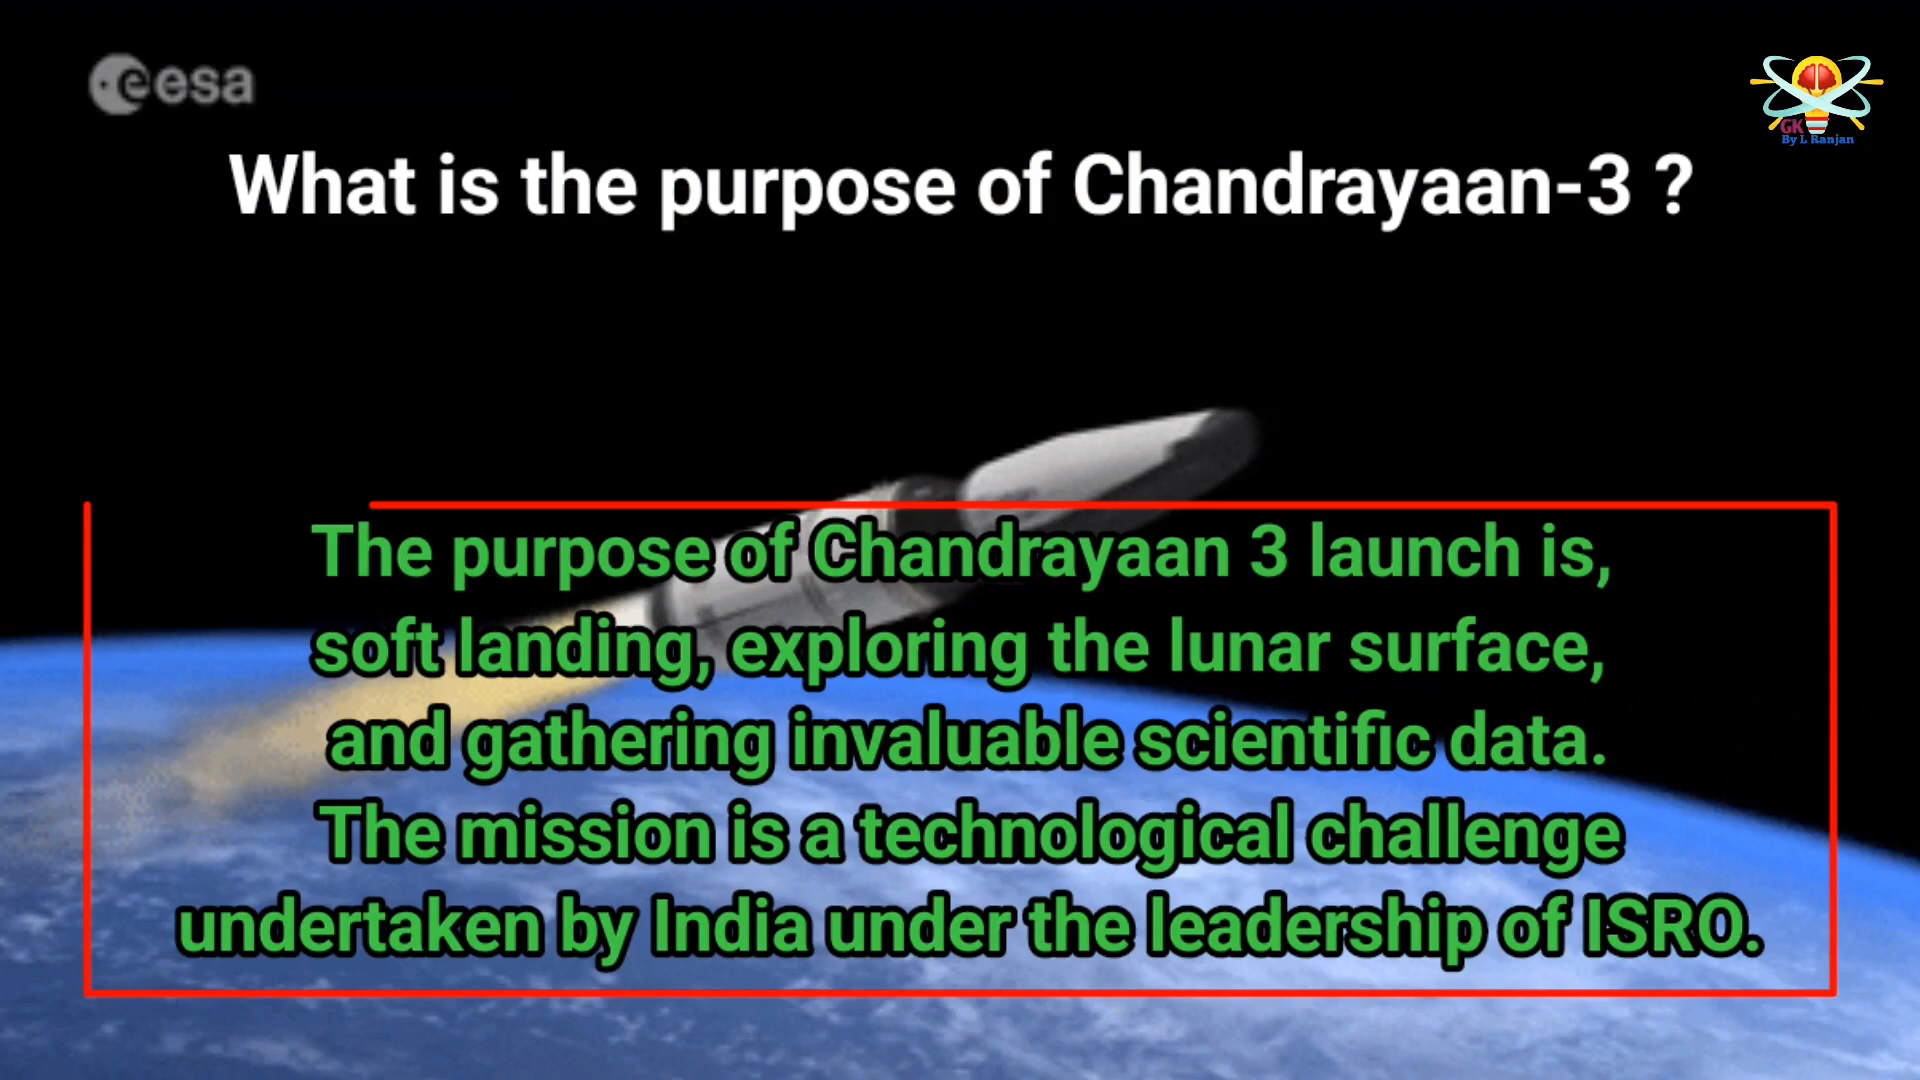 esa
GK
By L Ranjan
What is the purpose of Chandrayaan-3 ?
The purpose of Chandrayaan 3 launch is,
soft landing, exploring the lunar surface,
and gathering invaluable scientific data.
The mission is a technological challenge
undertaken by India under the leadership of ISRO.